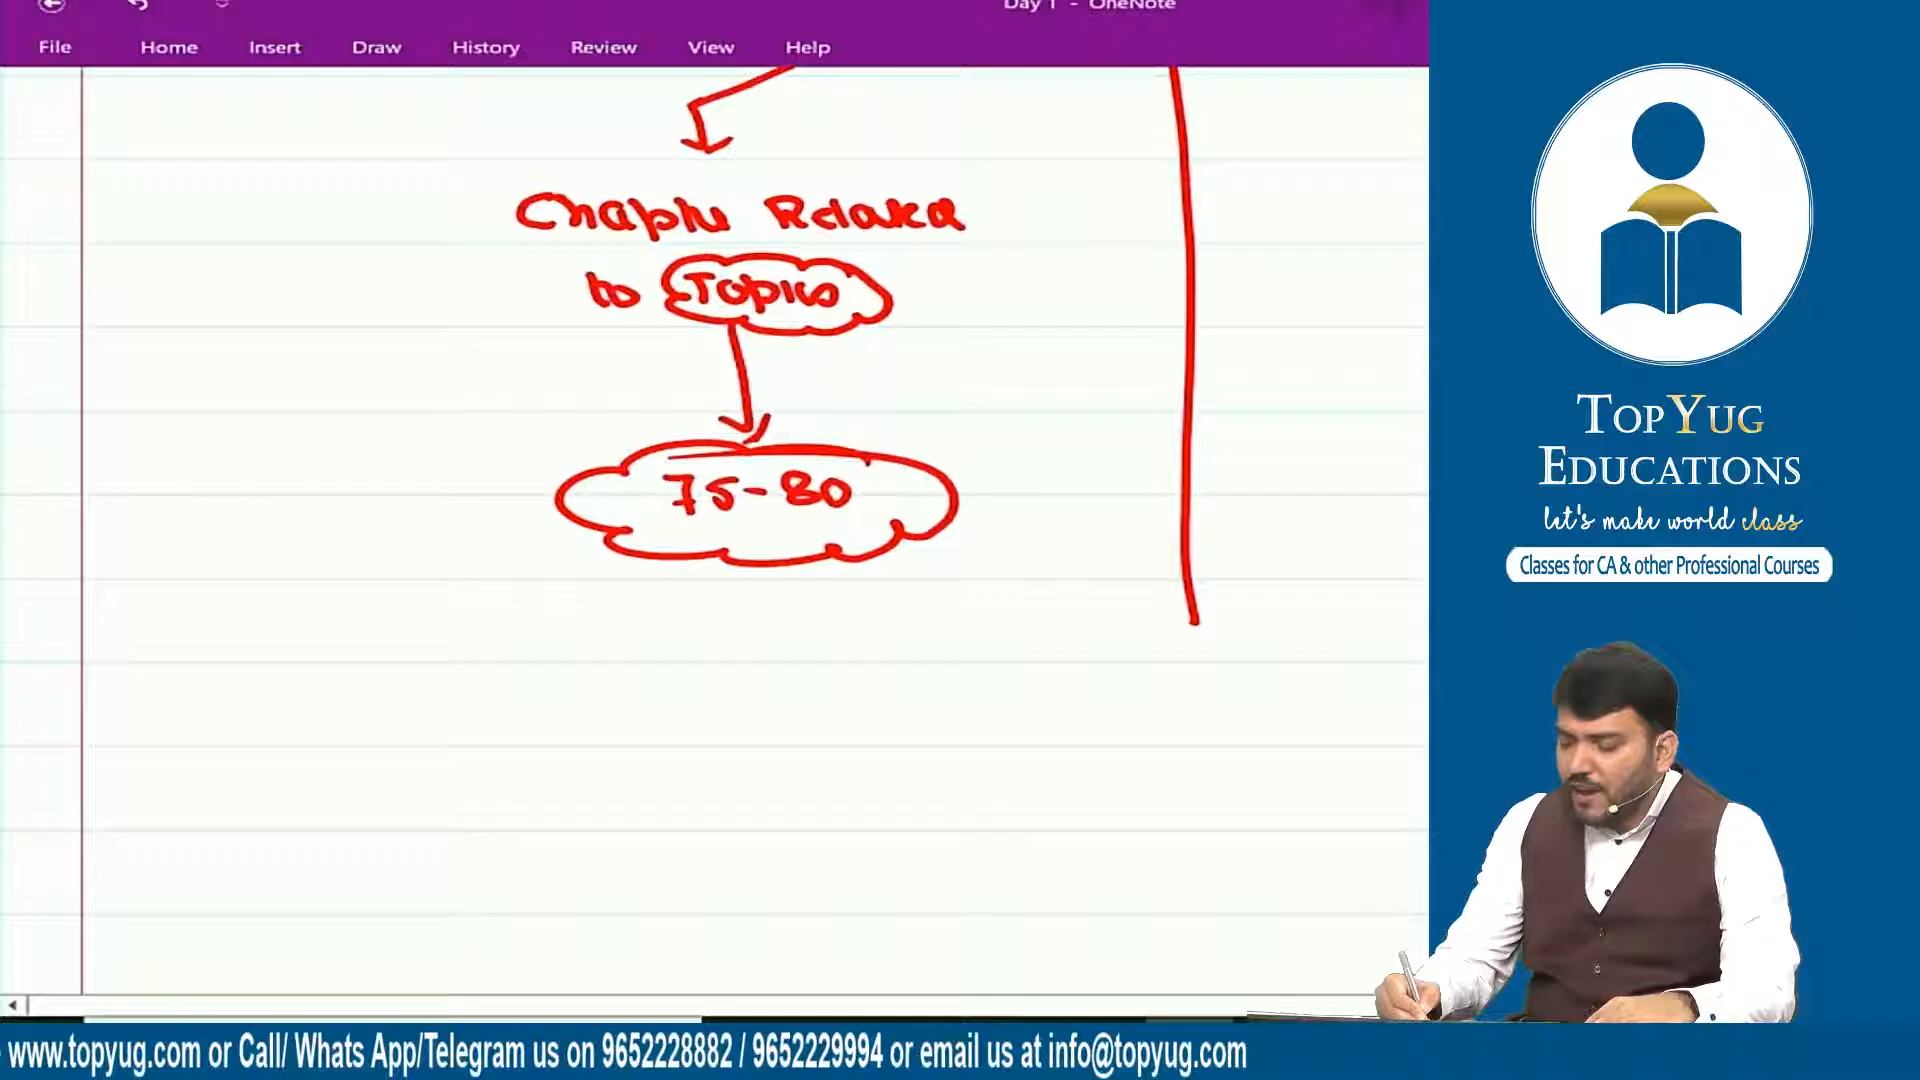 Day 1 - OneNote
File Home Insert Draw History Review View Help
Chapter Related
to Topics
75-80
TOPYUG
EDUCATIONS
let's make world class
Classes for CA & other Professional Courses
www.topyug.com or Call/ Whats App/Telegram us on 9652228882 / 9652229994 or email us at info@topyug.com